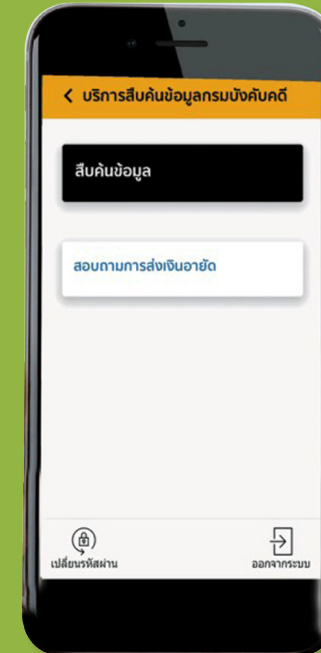 บริการสืบค้นข้อมูลกรมบังคับคดี
สืบค้นข้อมูล
สอบถามการส่งเงินอายัด
เปลี่ยนรหัสผ่าน
ออกจากระบบ